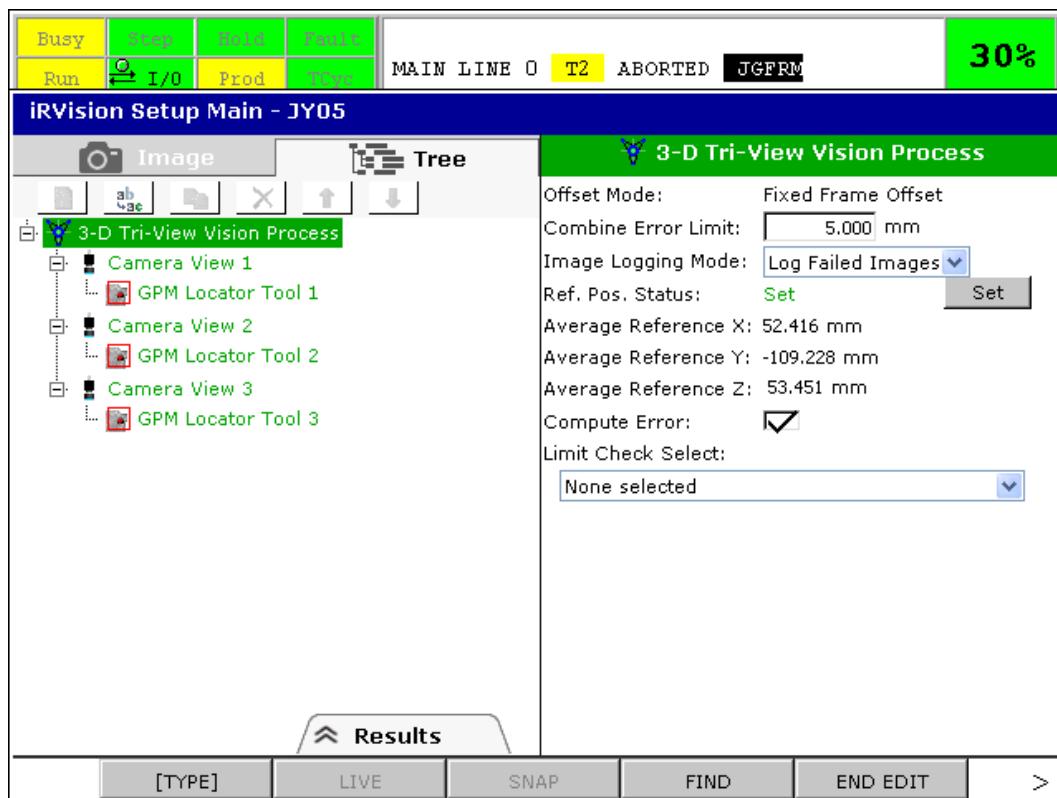 Busy Step Hold Fault
Run I/O Prod TCyc
MAIN LINE 0 T2 ABORTED JGFRM
30%
iRVision Setup Main - JY05
Image Tree
ab
3-D Tri-View Vision Process
Camera View 1
GPM Locator Tool 1
Camera View 2
GPM Locator Tool 2
Camera View 3
GPM Locator Tool 3
Results
3-D Tri-View Vision Process
Offset Mode: Fixed Frame Offset
Combine Error Limit: 5.000 mm
Image Logging Mode: Log Failed Images
Ref. Pos. Status: Set Set
Average Reference X: 52.416 mm
Average Reference Y: -109.228 mm
Average Reference Z: 53.451 mm
Compute Error:
Limit Check Select:
None selected
[TYPE] LIVE SNAP FIND END EDIT >